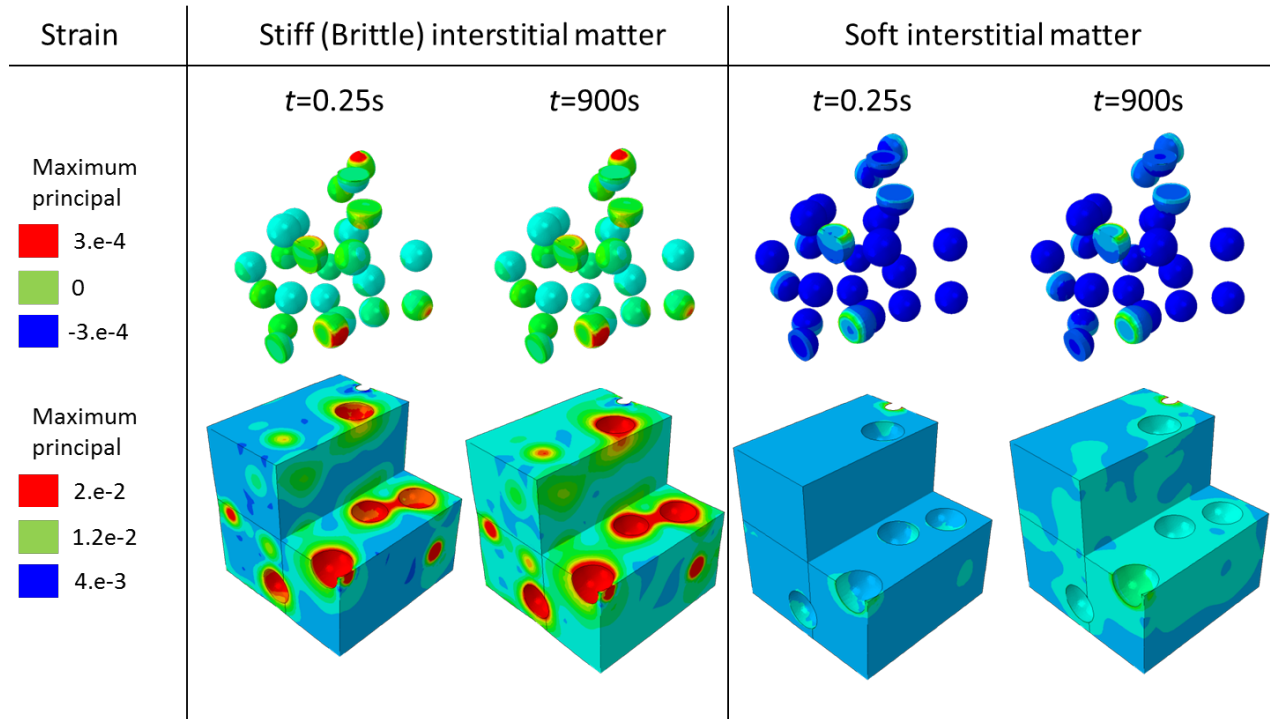 Strain
Stiff (Brittle) interstitial matter
Soft interstitial matter
t=0.25s
t=900s
t=0.25s
t=900s
Maximum
principal
3.e-4
0
-3.e-4
Maximum
principal
2.e-2
1.2e-2
4.e-3